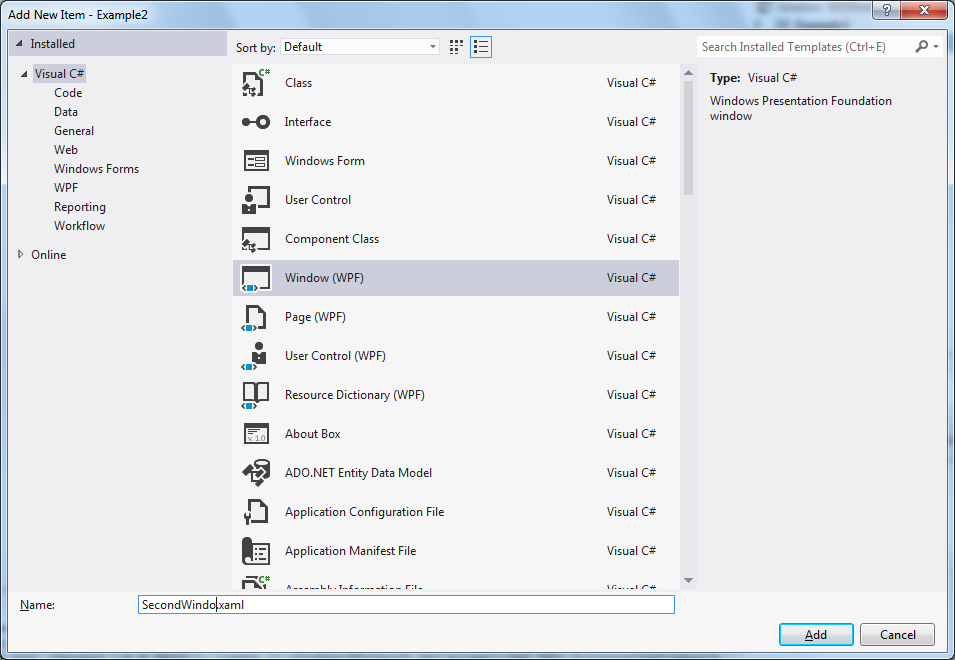 Add New Item - Example2
Installed
Sort by: Default
Search Installed Templates (Ctrl+E)
Visual C#
Code
Data
General
Web
Windows Forms
WPF
Reporting
Workflow
Online
Class Visual C#
Interface Visual C#
Windows Form Visual C#
User Control Visual C#
Component Class Visual C#
Window (WPF) Visual C#
Page (WPF) Visual C#
User Control (WPF) Visual C#
Resource Dictionary (WPF) Visual C#
About Box Visual C#
ADO.NET Entity Data Model Visual C#
Application Configuration File Visual C#
Application Manifest File Visual C#
Assembly Information File Visual C#
Type: Visual C#
Windows Presentation Foundation
window
Name: SecondWindo.xaml
Add Cancel